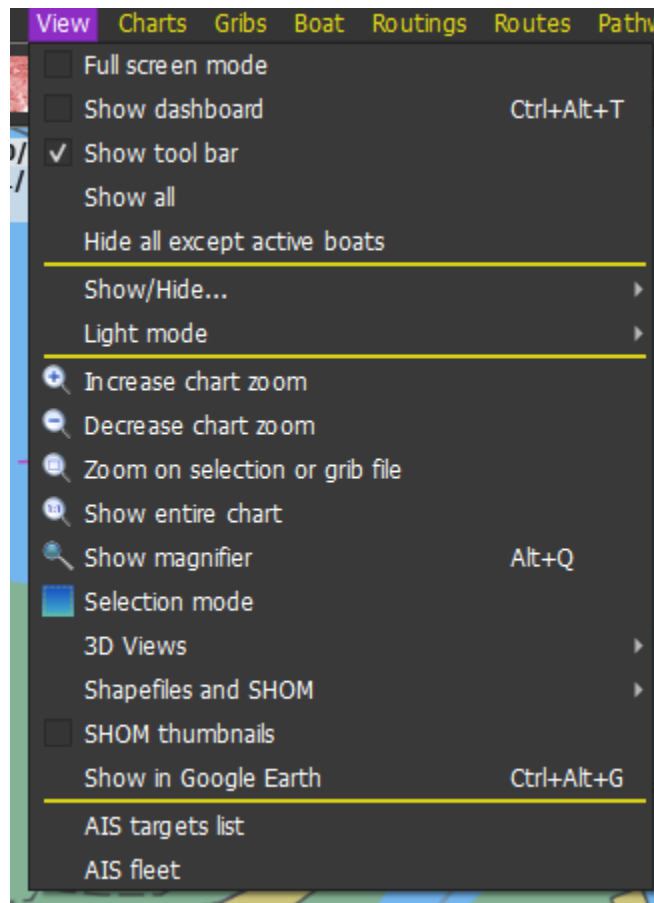 View Charts Gribs Boat Routings Routes
Full screen mode
Show dashboard Ctrl+Alt+T
Show tool bar
Show all
Hide all except active boats
Show/Hide...
Light mode
Increase chart zoom
Decrease chart zoom
Zoom on selection or grib file
Show entire chart
Show magnifier Alt+Q
Selection mode
3D Views
Shapefiles and SHOM
SHOM thumbnails
Show in Google Earth Ctrl+Alt+G
AIS targets list
AIS fleet